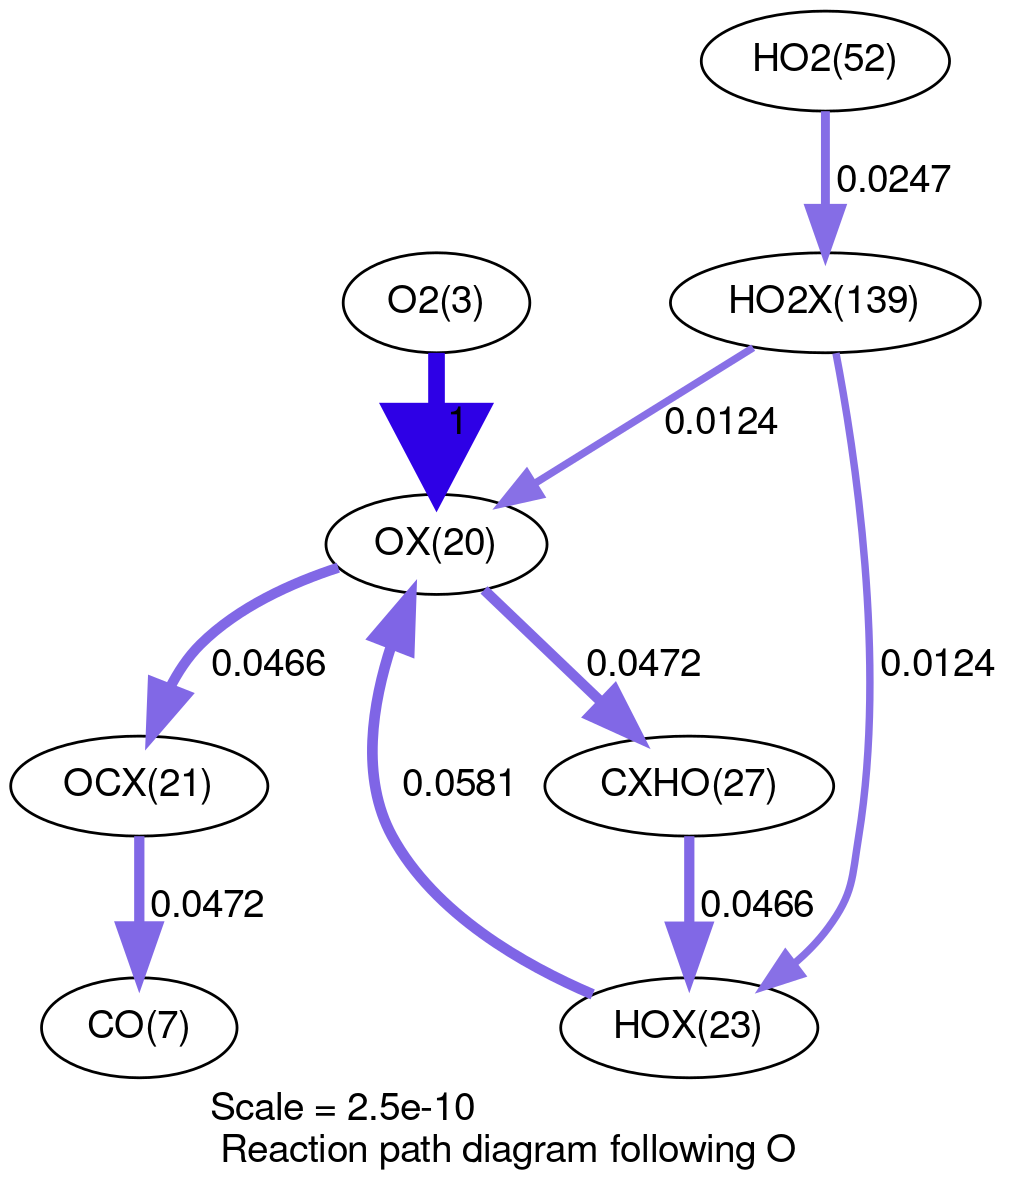 HO2(52)
0.0247
O2(3)
HO2X(139)
1
0.0124
OX(20)
0.0466
0.0472
0.0124
OCX(21)
0.0581
CXHO(27)
0.0472
0.0466
CO(7)
HOX(23)
Scale = 2.5e-10
Reaction path diagram following O